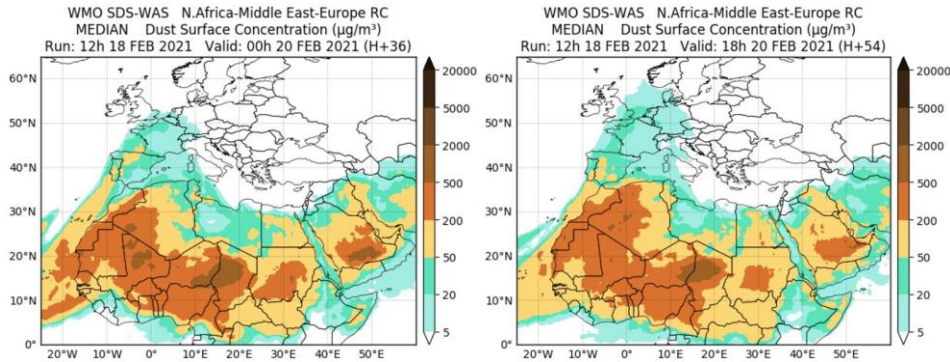 WMO SDS-WAS N.Africa-Middle East-Europe RC
MEDIAN Dust Surface Concentration (µg/m³)
Run: 12h 18 FEB 2021 Valid: 00h 20 FEB 2021 (H+36)
60°N
50°N
40°N
30°N
20°N
10°N
0°
20°W
10°W
0°
10°E
20°E
30°E
40°E
50°E
20000
5000
2000
500
200
50
20
5
WMO SDS-WAS N.Africa-Middle East-Europe RC
MEDIAN Dust Surface Concentration (µg/m³)
Run: 12h 18 FEB 2021 Valid: 18h 20 FEB 2021 (H+54)
60°N
50°N
40°N
30°N
20°N
10°N
0°
20°W
10°W
0°
10°E
20°E
30°E
40°E
50°E
20000
5000
2000
500
200
50
20
5